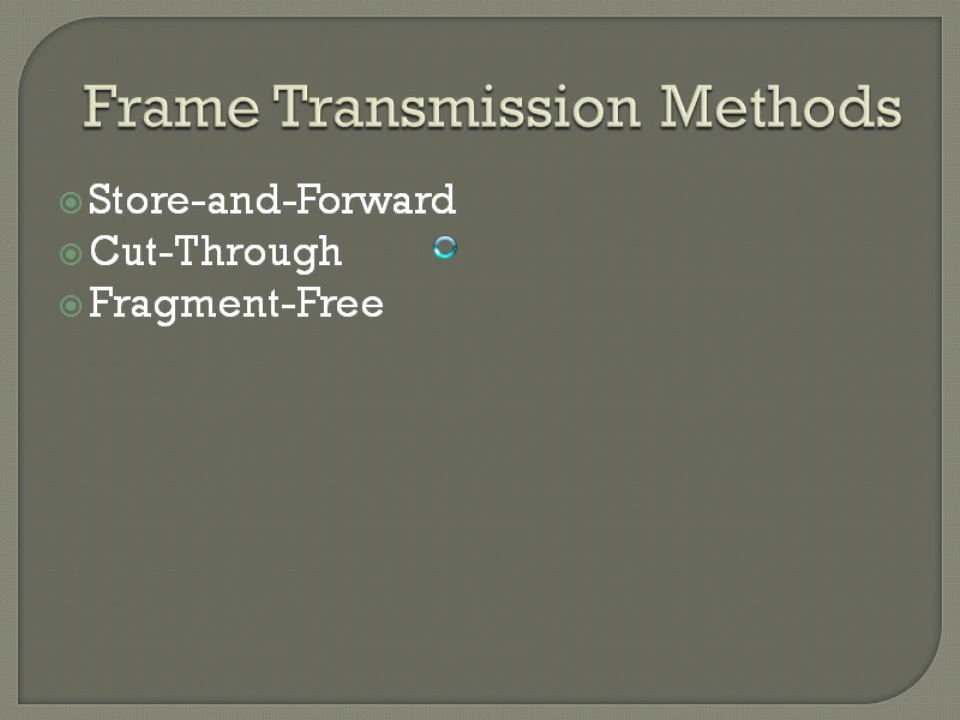 Frame Transmission Methods
Store-and-Forward
Cut-Through
Fragment-Free